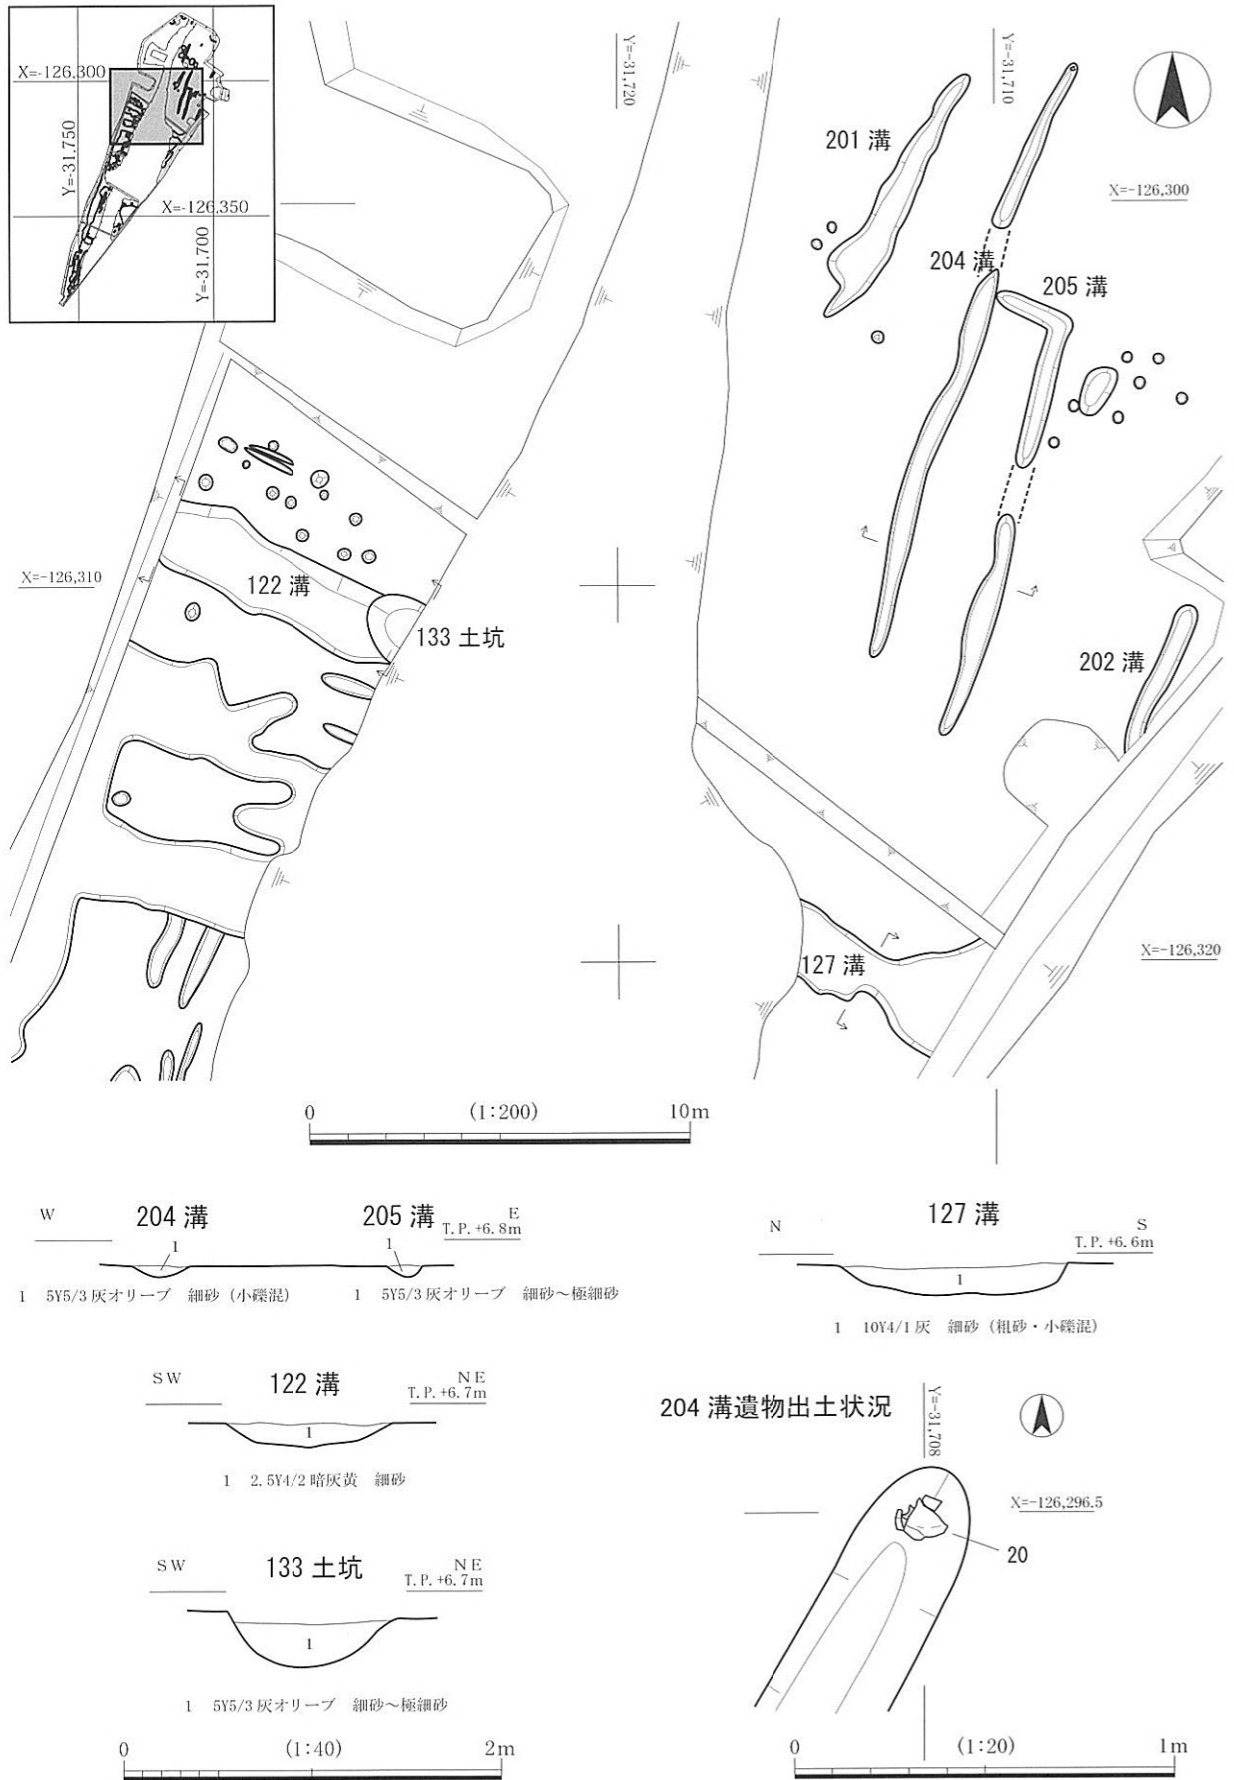 X=-126,300
Y=-31,750
X=-126,350
Y=-31,700
Y=-31,720
Y=-31,710
201 溝
X=-126,300
204 溝
205 溝
X=-126,310
122 溝
133 土坑
202 溝
127 溝
X=-126,320
0 (1:200) 10m
W 204 溝 205 溝 E
T.P.+6.8m
1 1
1 5Y5/3 灰オリーブ 細砂（小礫混） 1 5Y5/3 灰オリーブ 細砂～極細砂
N 127 溝 S
T.P.+6.6m
1
1 10Y4/1 灰 細砂（粗砂・小礫混）
SW 122 溝 NE
T.P.+6.7m
1
1 2.5Y4/2 暗灰黄 細砂
SW 133 土坑 NE
T.P.+6.7m
1
1 5Y5/3 灰オリーブ 細砂～極細砂
0 (1:40) 2m
204 溝遺物出土状況
Y=-31,708
X=-126,296.5
20
0 (1:20) 1m